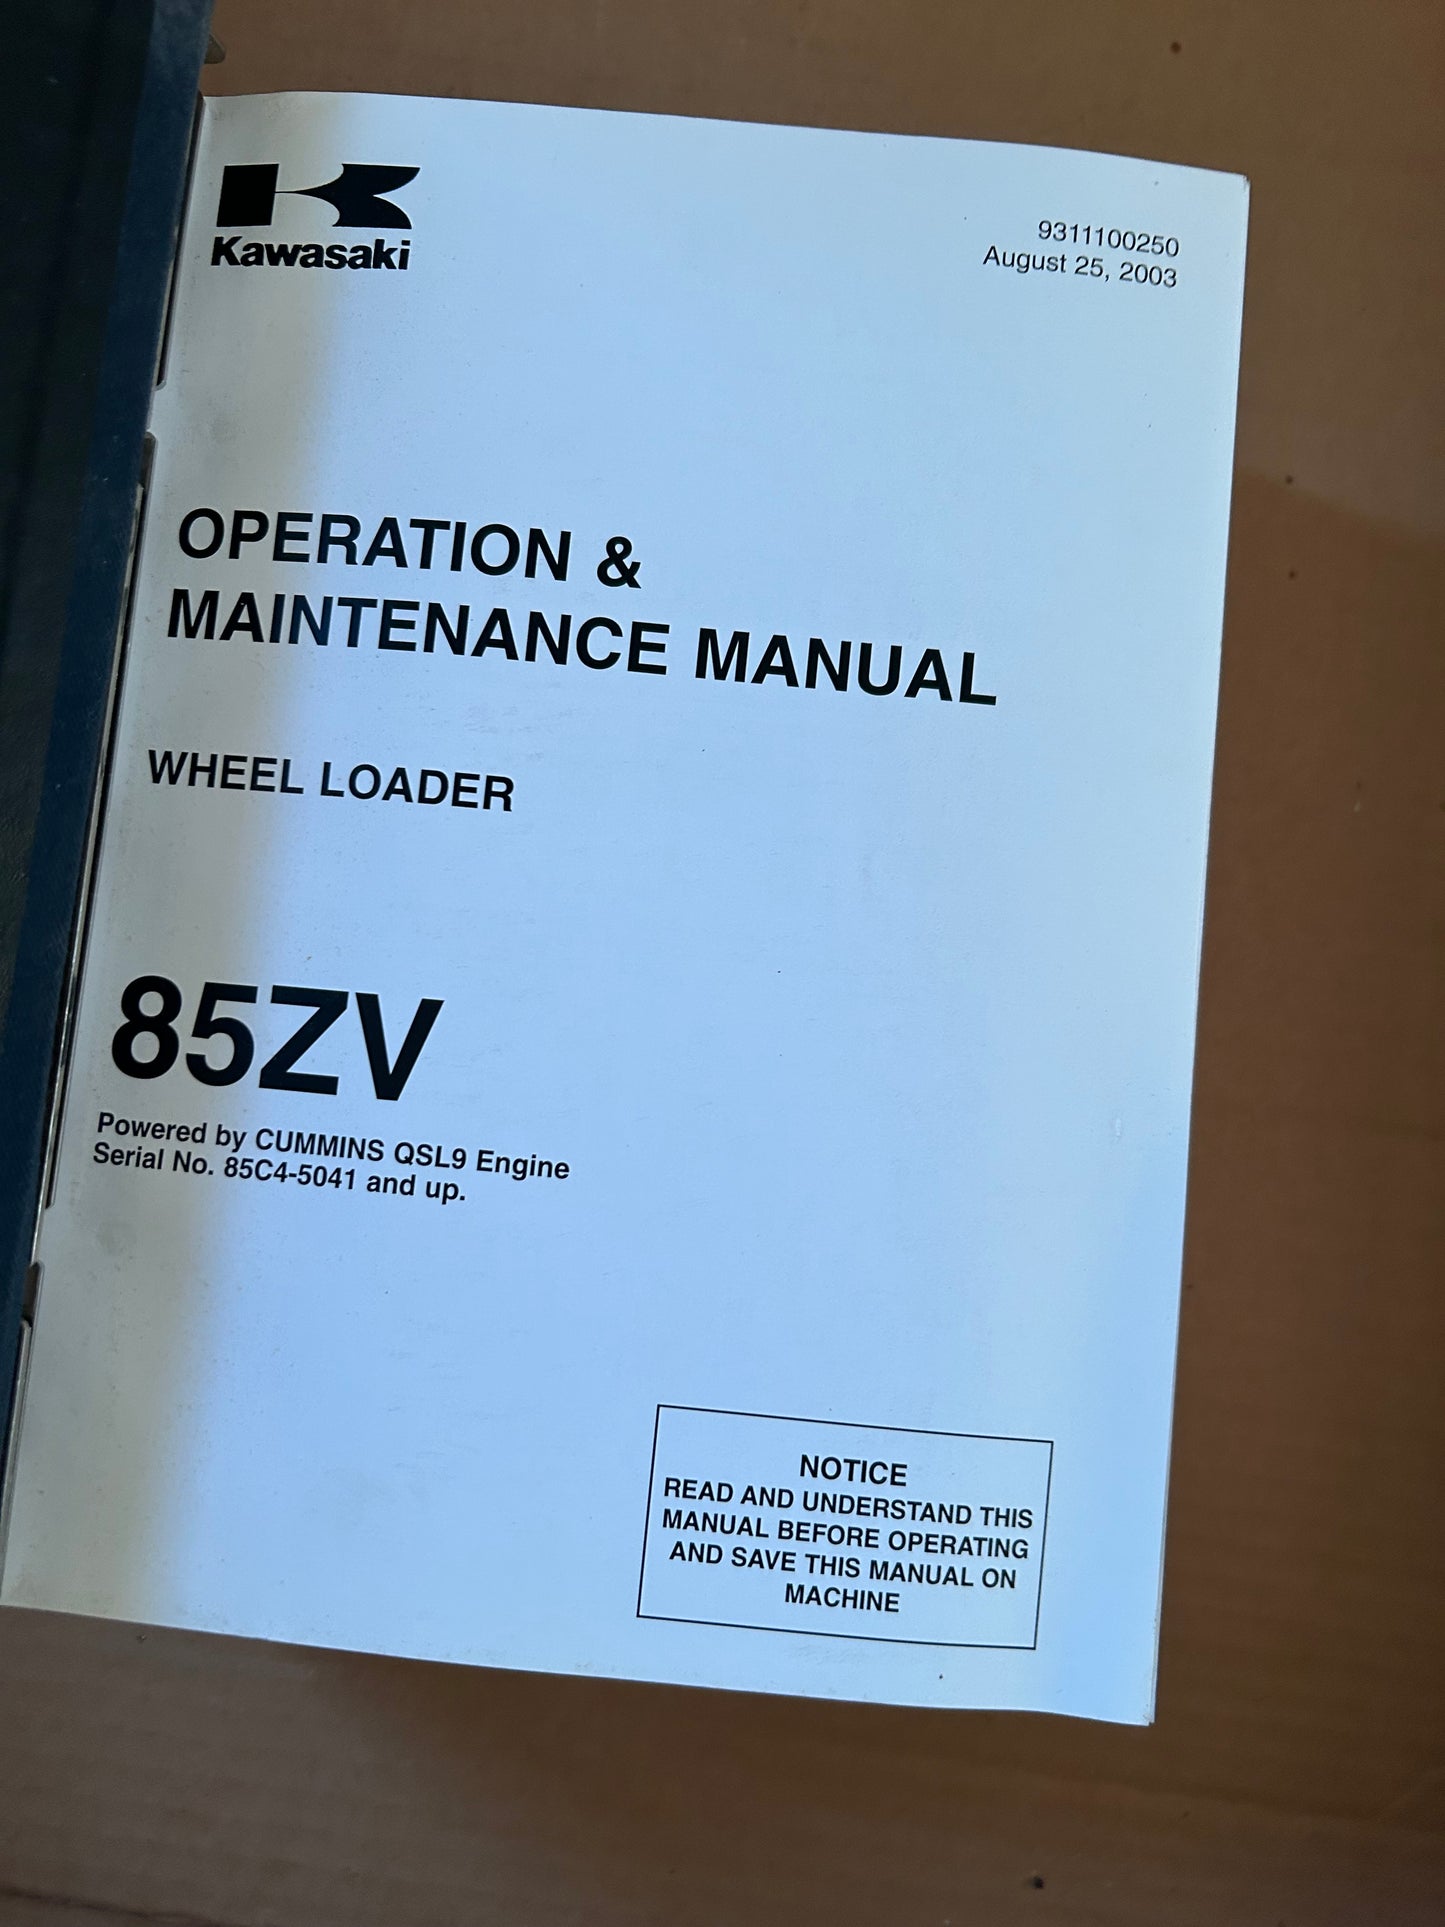 Kawasaki
9311100250
August 25, 2003
OPERATION &
MAINTENANCE MANUAL
WHEEL LOADER
85ZV
Powered by CUMMINS QSL9 Engine
Serial No. 85C4-5041 and up.
NOTICE
READ AND UNDERSTAND THIS
MANUAL BEFORE OPERATING
AND SAVE THIS MANUAL ON
MACHINE